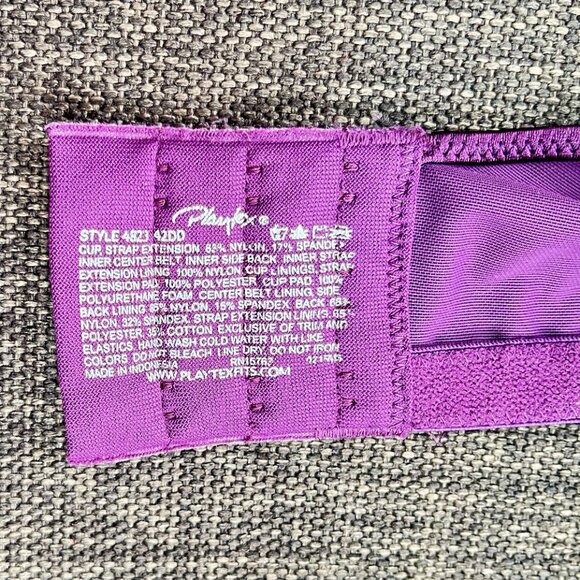 Playtex®
STYLE 4823 42DD
CUP, STRAP EXTENSION 83% NYLON, 17% SPANDEX
INNER CENTER BELT, INNER SIDE BACK, INNER STRAP
EXTENSION LINING, 100% NYLON, CUP LININGS, STRAP
EXTENSION PAD, 100% POLYESTER, CUP PAD, 100%
POLYURETHANE FOAM, CENTER BELT LINING, SIDE
BACK LINING 85% NYLON, 15% SPANDEX, BACK 68%
NYLON, 32% SPANDEX, STRAP EXTENSION LINING, 65%
POLYESTER, 35% COTTON. EXCLUSIVE OF TRIM AND
ELASTICS. HAND WASH COLD WATER WITH LIKE
COLORS. DO NOT BLEACH. LINE DRY. DO NOT IRON.
MADE IN INDONESIA RN15763
WWW.PLAYTEXFITS.COM